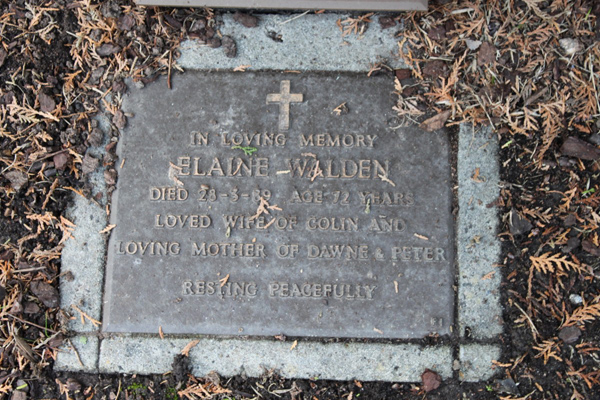 IN LOVING MEMORY
ELAINE WALDEN
DIED 28-3-89 AGE 72 YEARS
LOVED WIFE OF COLIN AND
LOVING MOTHER OF DAWNE & PETER
RESTING PEACEFULLY